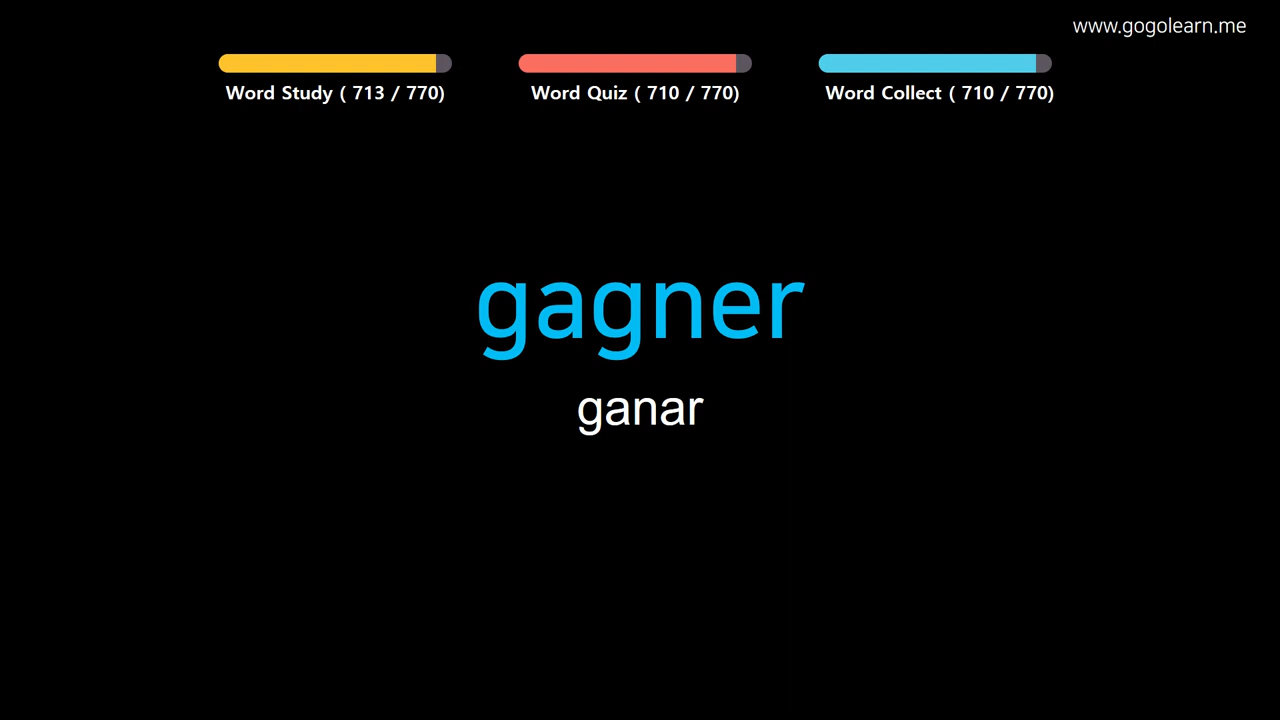 www.gogolearn.me
Word Study ( 713 / 770)
Word Quiz ( 710 / 770)
Word Collect ( 710 / 770)
gagner
ganar